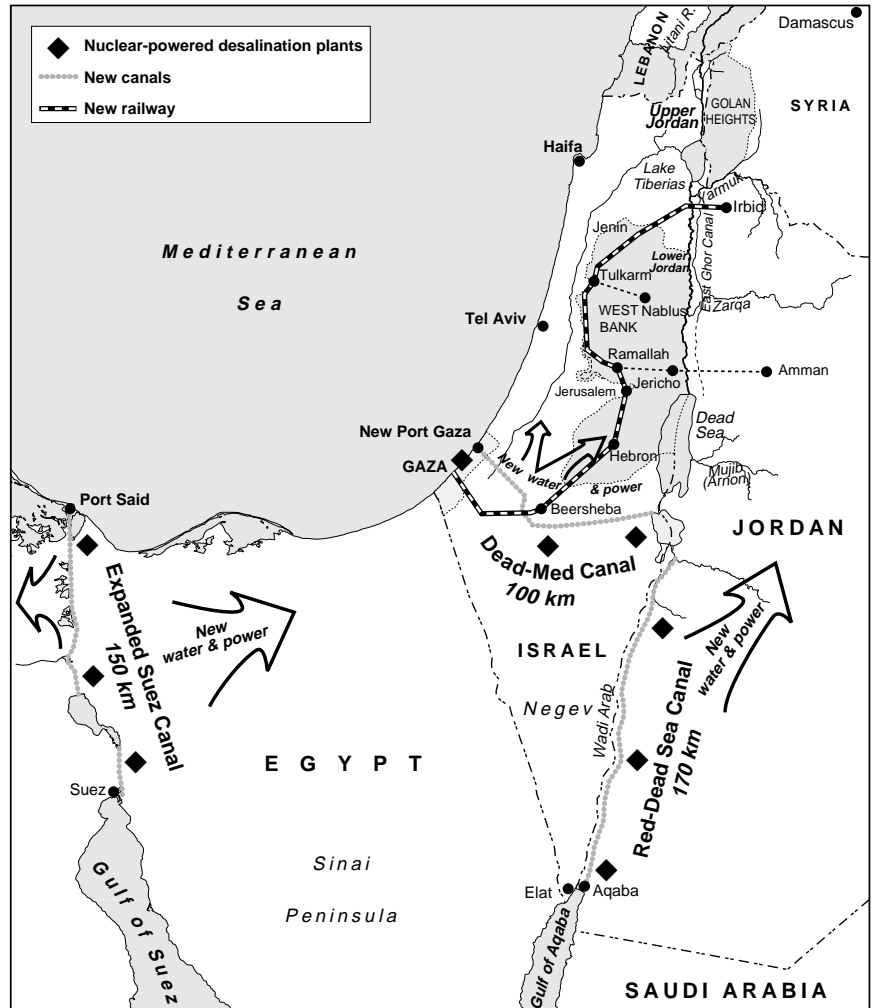 Nuclear-powered desalination plants
New canals
New railway
Damascus
LEBANON
Litani R.
SYRIA
GOLAN
HEIGHTS
Upper
Jordan
Haifa
Lake
Tiberias
Yarmuk
Irbid
Mediterranean
Sea
Jenin
Lower
Jordan
East Ghor Canal
Tulkarm
WEST
BANK
Nablus
Zarqa
Tel Aviv
Ramallah
Amman
Jericho
Jerusalem
Dead
Sea
New Port Gaza
GAZA
Hebron
New water & power
Mujib
(Arnon)
Port Said
Beersheba
JORDAN
Dead-Med Canal
100 km
Expanded Suez Canal
150 km
New
water & power
ISRAEL
New
water & power
Negev
Wadi Arab
Red-Dead Sea Canal
170 km
EGYPT
Suez
Sinai
Peninsula
Elat
Aqaba
Gulf of Suez
Gulf of Aqaba
SAUDI ARABIA